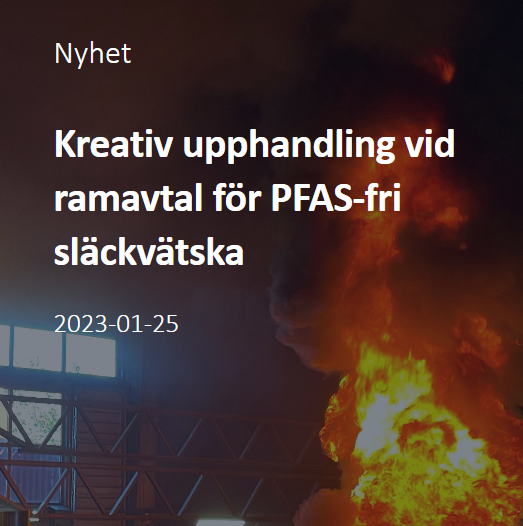 Nyhet
Kreativ upphandling vid
ramavtal för PFAS-fri
släckvätska
2023-01-25